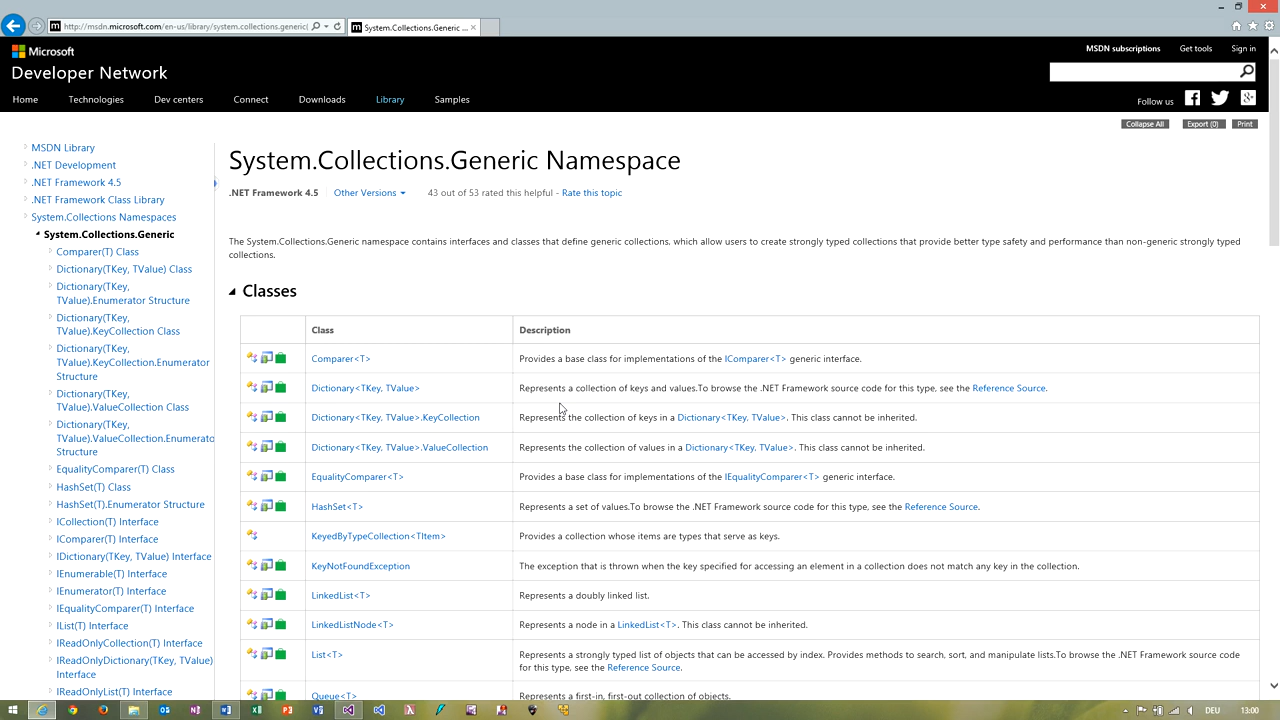 http://msdn.microsoft.com/en-us/library/system.collections.generic(
System.Collections.Generic ...
Microsoft
MSDN subscriptions
Get tools
Sign in
Developer Network
Home
Technologies
Dev centers
Connect
Downloads
Library
Samples
Follow us
Collapse All
Export (0)
Print
MSDN Library
.NET Development
.NET Framework 4.5
.NET Framework Class Library
System.Collections Namespaces
System.Collections.Generic
Comparer(T) Class
Dictionary(TKey, TValue) Class
Dictionary(TKey,
TValue).Enumerator Structure
Dictionary(TKey,
TValue).KeyCollection Class
Dictionary(TKey,
TValue).KeyCollection.Enumerator
Structure
Dictionary(TKey,
TValue).ValueCollection Class
Dictionary(TKey,
TValue).ValueCollection.Enumerato
Structure
EqualityComparer(T) Class
HashSet(T) Class
HashSet(T).Enumerator Structure
ICollection(T) Interface
IComparer(T) Interface
IDictionary(TKey, TValue) Interface
IEnumerable(T) Interface
IEnumerator(T) Interface
IEqualityComparer(T) Interface
IList(T) Interface
IReadOnlyCollection(T) Interface
IReadOnlyDictionary(TKey, TValue)
Interface
IReadOnlyList(T) Interface
System.Collections.Generic Namespace
.NET Framework 4.5
Other Versions
43 out of 53 rated this helpful - Rate this topic
The System.Collections.Generic namespace contains interfaces and classes that define generic collections, which allow users to create strongly typed collections that provide better type safety and performance than non-generic strongly typed
collections.
Classes
Class Description
Comparer<T> Provides a base class for implementations of the IComparer<T> generic interface.
Dictionary<TKey, TValue> Represents a collection of keys and values.To browse the .NET Framework source code for this type, see the Reference Source.
Dictionary<TKey, TValue>.KeyCollection Represents the collection of keys in a Dictionary<TKey, TValue>. This class cannot be inherited.
Dictionary<TKey, TValue>.ValueCollection Represents the collection of values in a Dictionary<TKey, TValue>. This class cannot be inherited.
EqualityComparer<T> Provides a base class for implementations of the IEqualityComparer<T> generic interface.
HashSet<T> Represents a set of values.To browse the .NET Framework source code for this type, see the Reference Source.
KeyedByTypeCollection<TItem> Provides a collection whose items are types that serve as keys.
KeyNotFoundException The exception that is thrown when the key specified for accessing an element in a collection does not match any key in the collection.
LinkedList<T> Represents a doubly linked list.
LinkedListNode<T> Represents a node in a LinkedList<T>. This class cannot be inherited.
List<T> Represents a strongly typed list of objects that can be accessed by index. Provides methods to search, sort, and manipulate lists.To browse the .NET Framework source code
for this type, see the Reference Source.
Queue<T> Represents a first-in, first-out collection of objects.
DEU
13:00